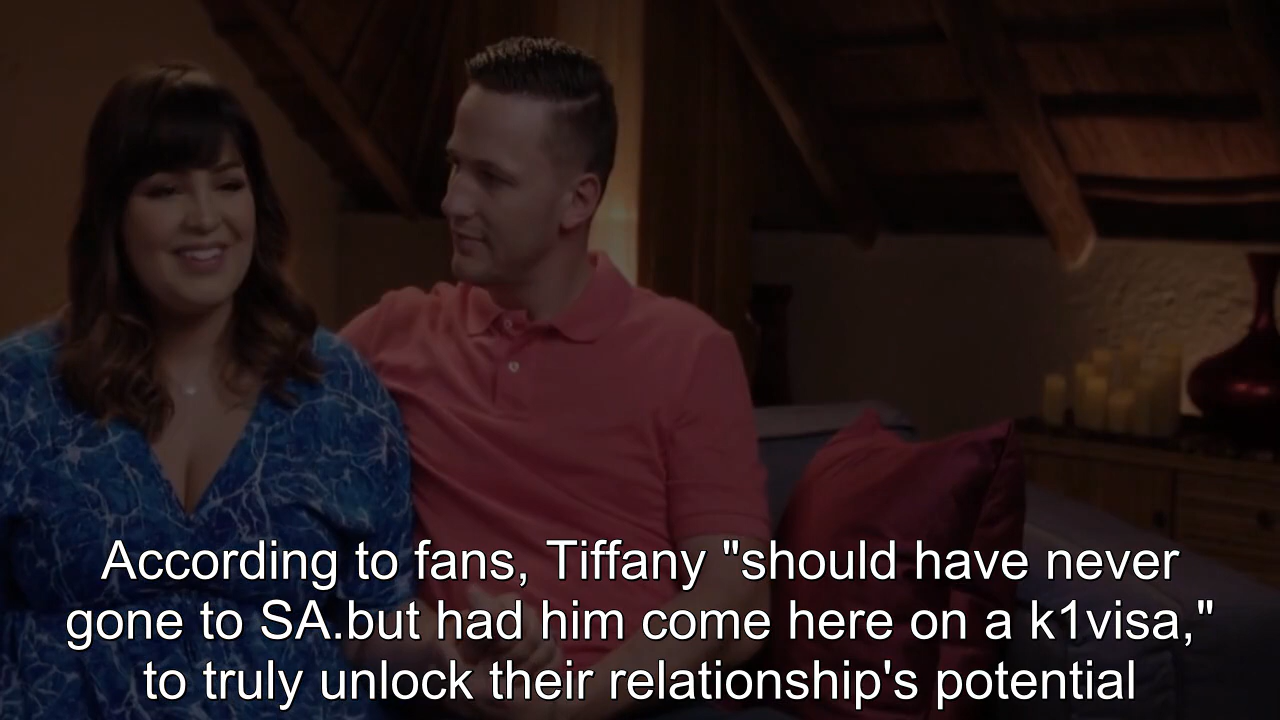 According to fans, Tiffany "should have never
gone to SA.but had him come here on a k1visa,"
to truly unlock their relationship's potential